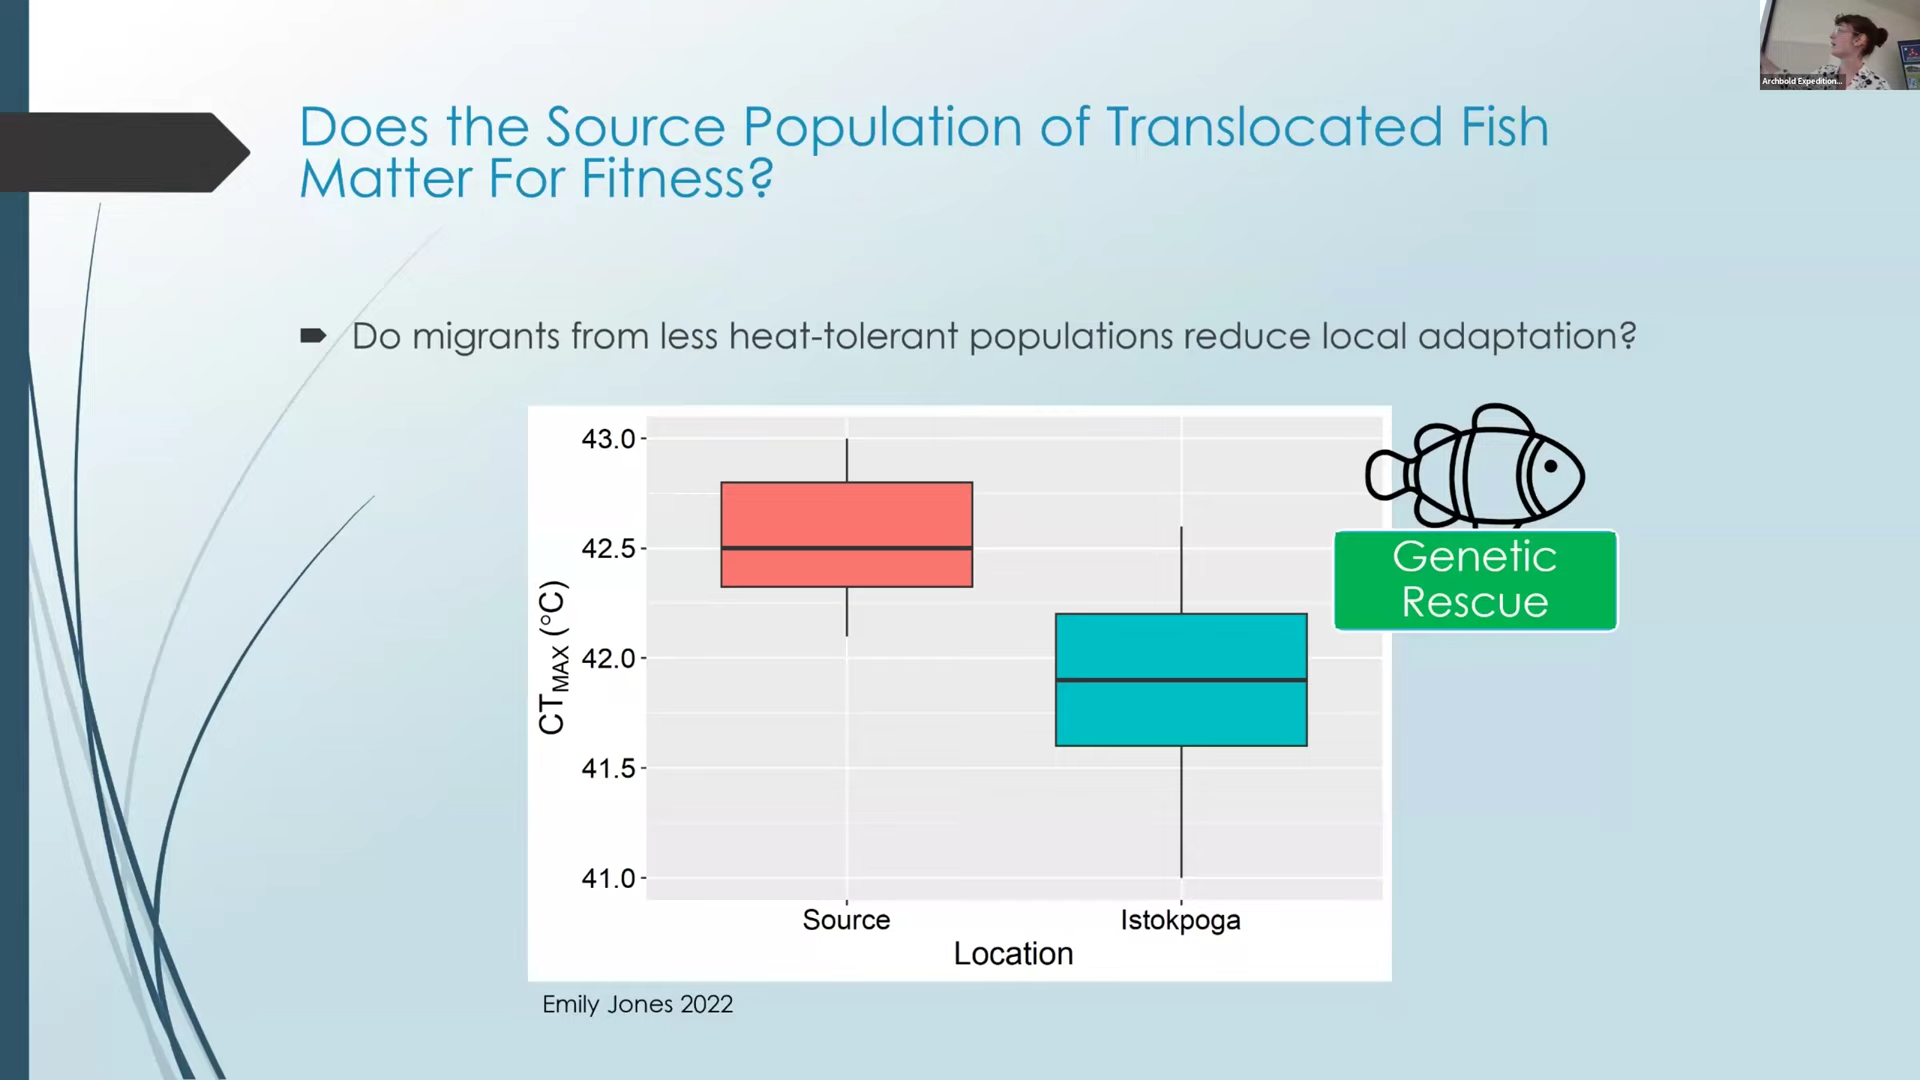 Archbold Expedition...
Does the Source Population of Translocated Fish
Matter For Fitness?
Do migrants from less heat-tolerant populations reduce local adaptation?
43.0
42.5
42.0
41.5
41.0
CTMAX (°C)
Source
Istokpoga
Location
Genetic
Rescue
Emily Jones 2022